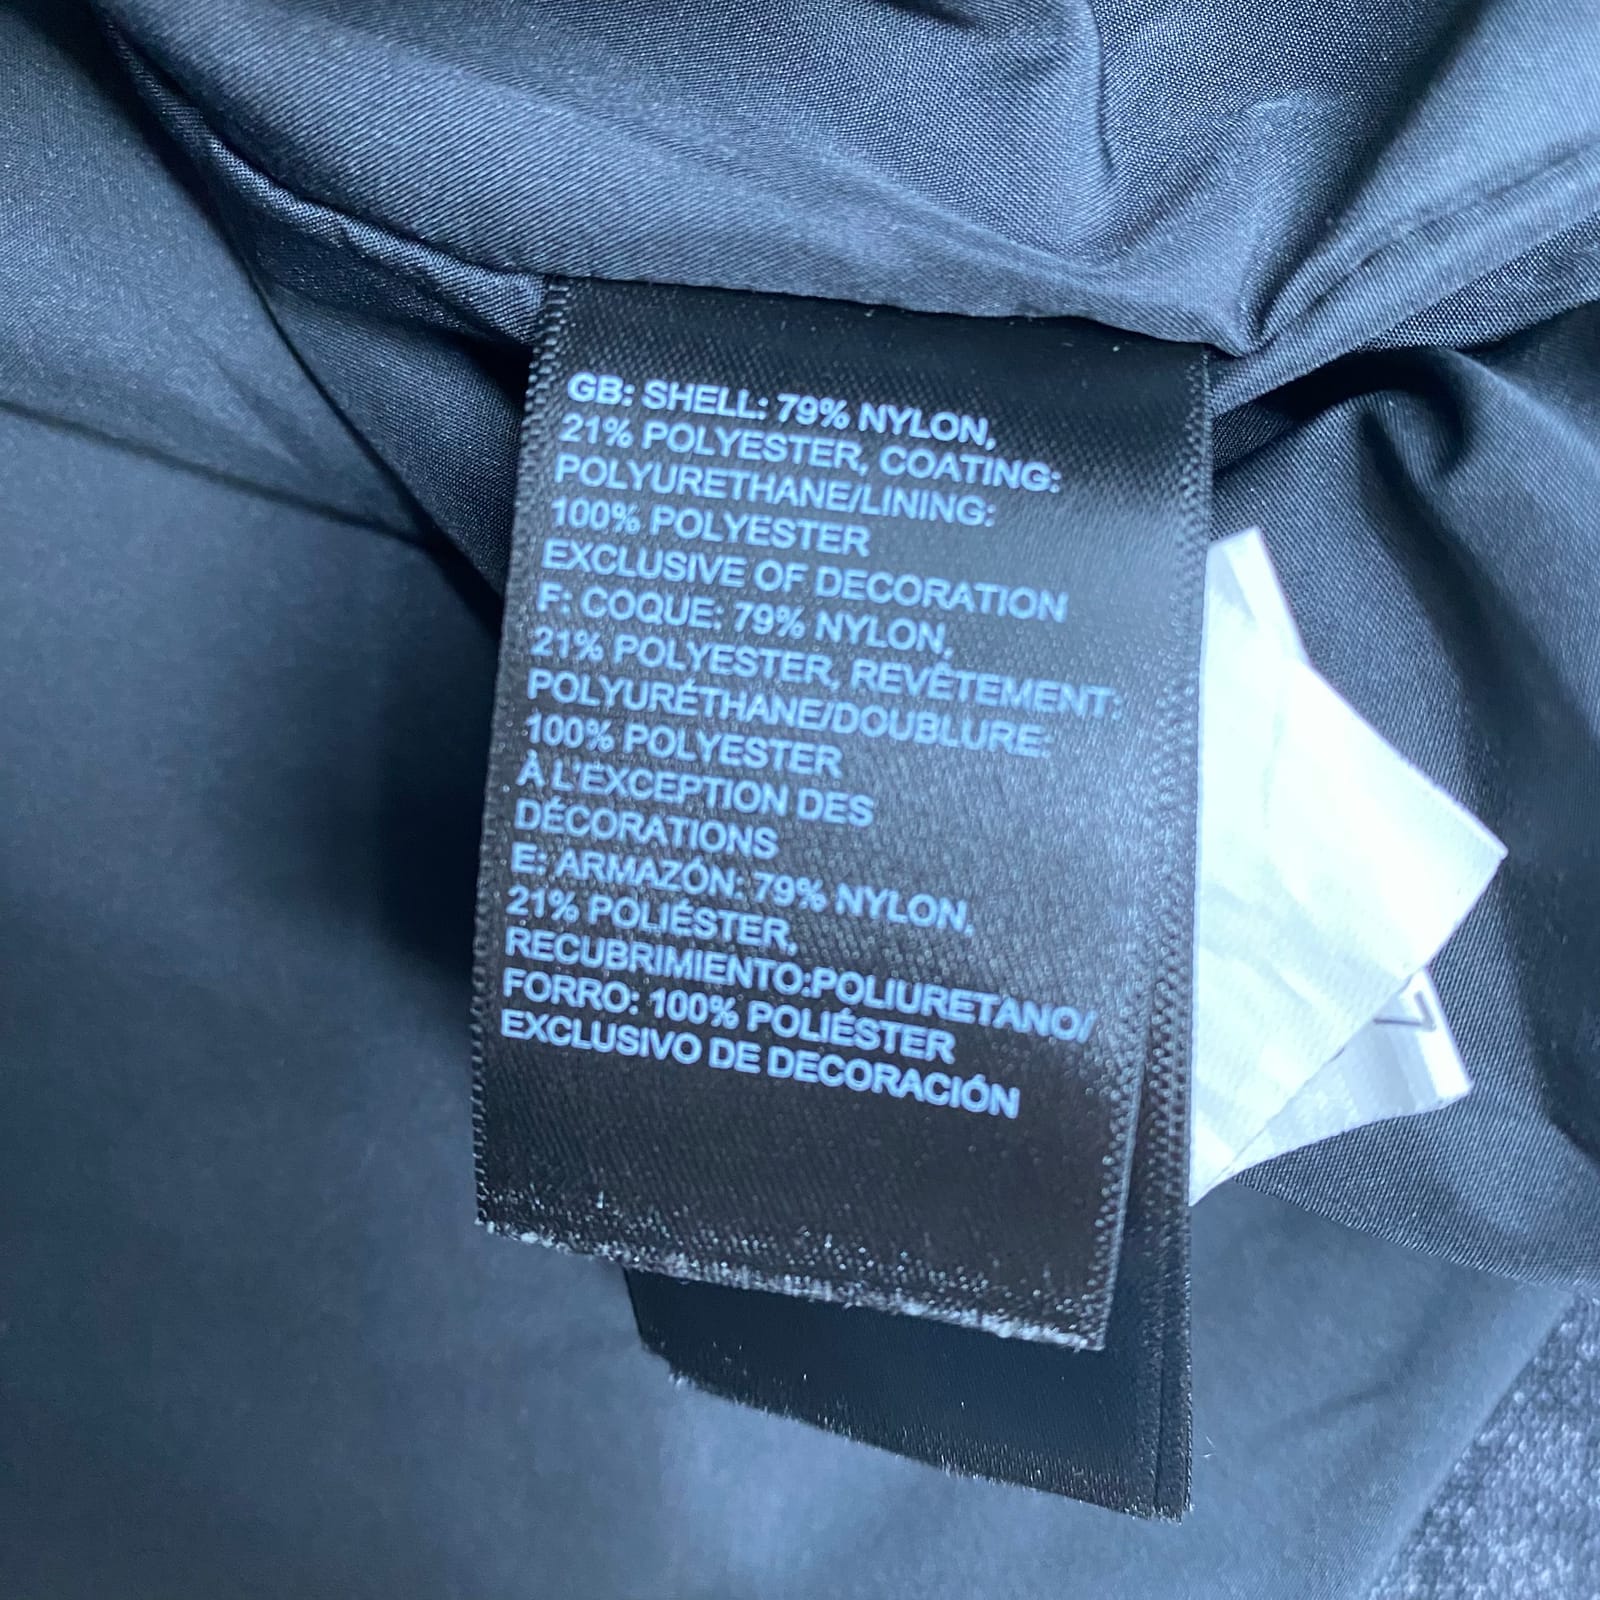 GB: SHELL: 79% NYLON,
21% POLYESTER, COATING:
POLYURETHANE/LINING:
100% POLYESTER
EXCLUSIVE OF DECORATION
F: COQUE: 79% NYLON,
21% POLYESTER, REVÊTEMENT:
POLYURÉTHANE/DOUBLURE:
100% POLYESTER
À L'EXCEPTION DES
DÉCORATIONS
E: ARMAZÓN: 79% NYLON,
21% POLIÉSTER,
RECUBRIMIENTO:POLIURETANO/
FORRO: 100% POLIÉSTER
EXCLUSIVO DE DECORACIÓN